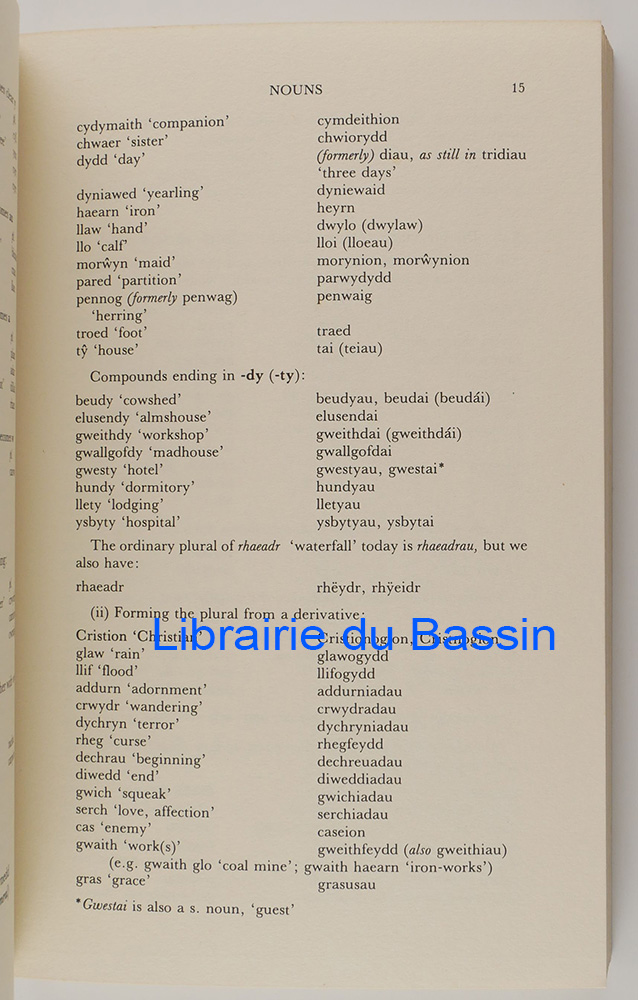 NOUNS 15
cydymaith ‘companion’ cymdeithion
chwaer ‘sister’ chwiorydd
dydd ‘day’ (formerly) diau, as still in tridiau
‘three days’
dyniawed ‘yearling’ dyniewaid
haearn ‘iron’ heyrn
llaw ‘hand’ dwylo (dwylaw)
llo ‘calf’ lloi (lloeau)
morŵyn ‘maid’ morynion, morŵynion
pared ‘partition’ parwydydd
pennog (formerly penwag) penwaig
‘herring’
troed ‘foot’ traed
tŷ ‘house’ tai (teiau)
Compounds ending in -dy (-ty):
beudy ‘cowshed’ beudyau, beudai (beudái)
elusendy ‘almshouse’ elusendai
gweithdy ‘workshop’ gweithdai (gweithdái)
gwallgofdy ‘madhouse’ gwallgofdai
gwesty ‘hotel’ gwestyau, gwestai*
hundy ‘dormitory’ hundyau
llety ‘lodging’ lletyau
ysbyty ‘hospital’ ysbytyau, ysbytai
The ordinary plural of rhaeadr ‘waterfall’ today is rhaeadrau, but we
also have:
rhaeadr rhëydr, rhÿeidr
(ii) Forming the plural from a derivative:
Cristion ‘Christian’ Cristionogion, Cristnogion
Librairie du Bassin
glaw ‘rain’ glawogydd
llif ‘flood’ llifogydd
addurn ‘adornment’ addurniadau
crwydr ‘wandering’ crwydradau
dychryn ‘terror’ dychryniadau
rheg ‘curse’ rhegfeydd
dechrau ‘beginning’ dechreuadau
diwedd ‘end’ diweddiadau
gwich ‘squeak’ gwichiadau
serch ‘love, affection’ serchiadau
cas ‘enemy’ caseion
gwaith ‘work(s)’ gweithfeydd (also gweithiau)
(e.g. gwaith glo ‘coal mine’; gwaith haearn ‘iron-works’)
gras ‘grace’ grasusau
*Gwestai is also a s. noun, ‘guest’